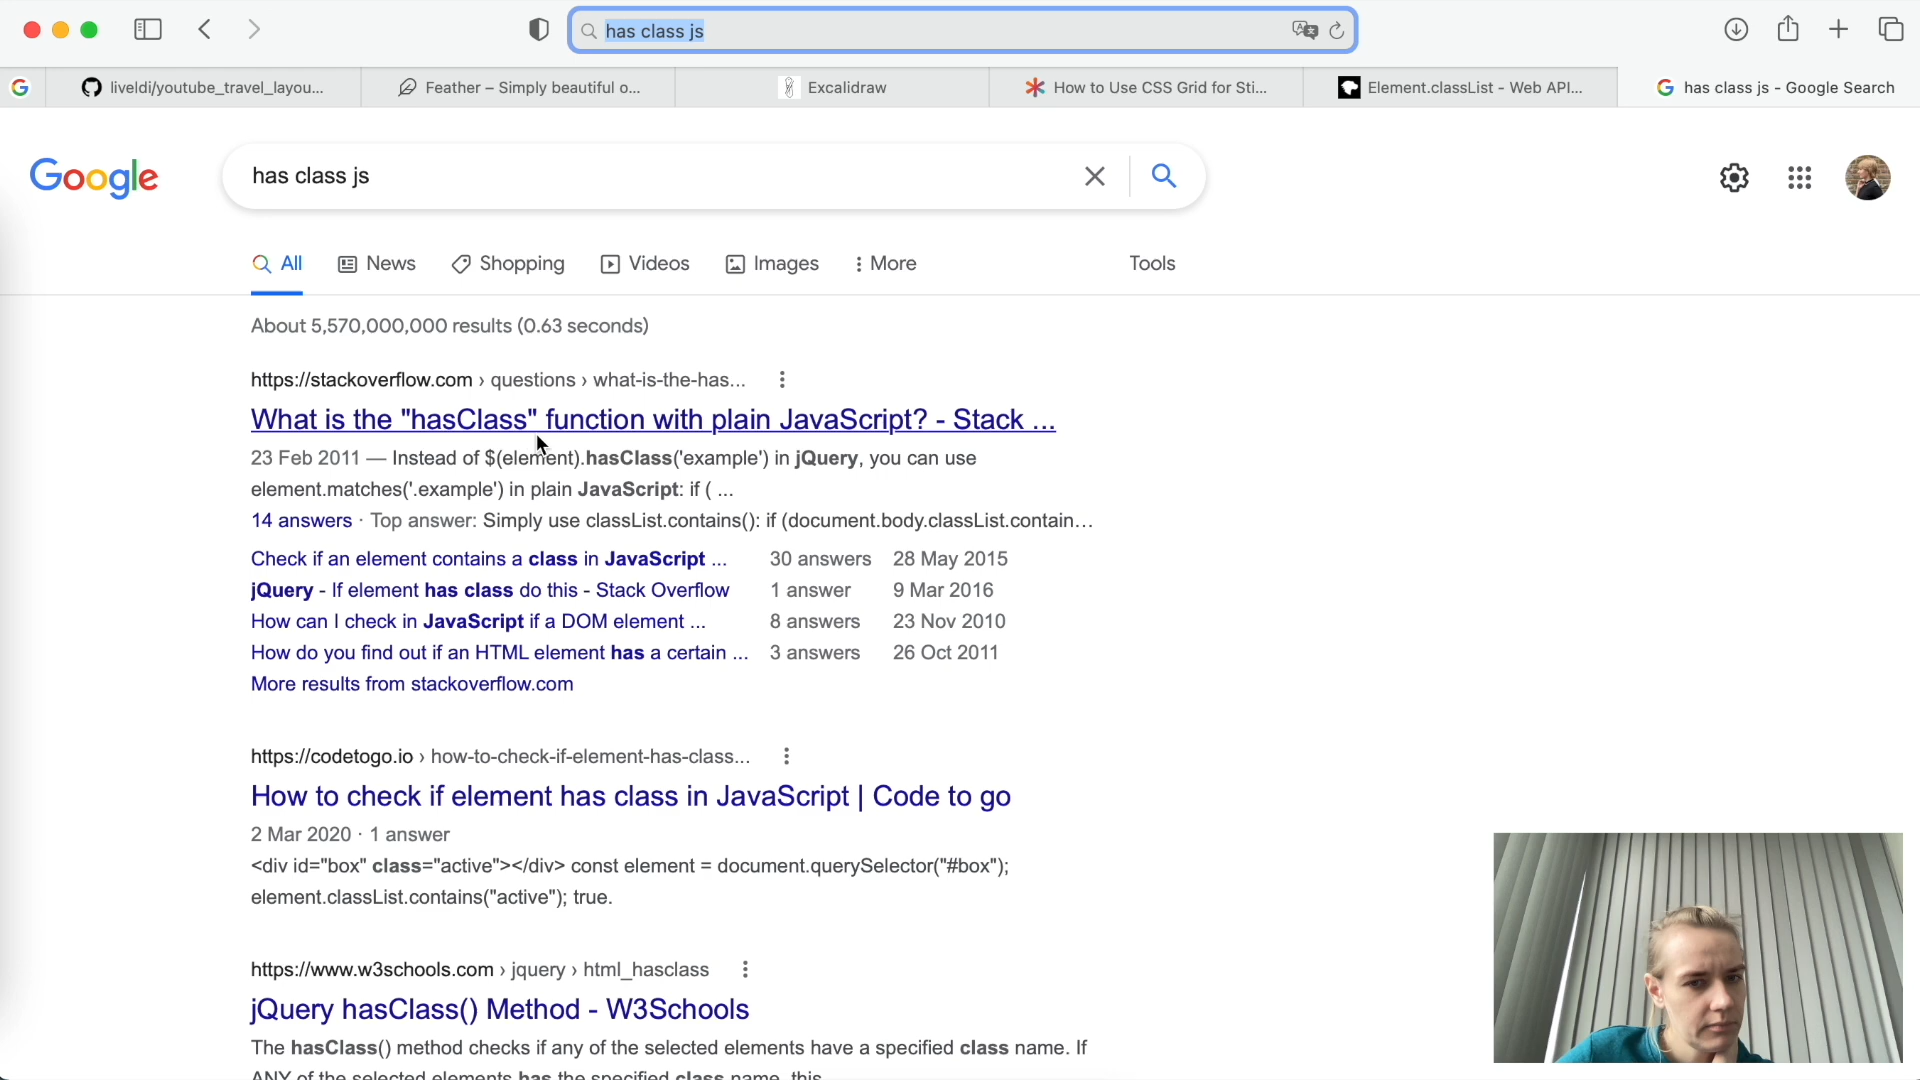 has class js
liveldi/youtube_travel_layou...
Feather – Simply beautiful o...
Excalidraw
How to Use CSS Grid for Sti...
Element.classList - Web API...
has class js - Google Search
Google
has class js
All
News
Shopping
Videos
Images
More
Tools
About 5,570,000,000 results (0.63 seconds)
https://stackoverflow.com › questions › what-is-the-has...
What is the "hasClass" function with plain JavaScript? - Stack ...
23 Feb 2011 — Instead of $(element).hasClass('example') in jQuery, you can use
element.matches('.example') in plain JavaScript: if ( ...
14 answers · Top answer: Simply use classList.contains(): if (document.body.classList.contain...
Check if an element contains a class in JavaScript ... 30 answers 28 May 2015
jQuery - If element has class do this - Stack Overflow 1 answer 9 Mar 2016
How can I check in JavaScript if a DOM element ... 8 answers 23 Nov 2010
How do you find out if an HTML element has a certain ... 3 answers 26 Oct 2011
More results from stackoverflow.com
https://codetogo.io › how-to-check-if-element-has-class...
How to check if element has class in JavaScript | Code to go
2 Mar 2020 · 1 answer
<div id="box" class="active"></div> const element = document.querySelector("#box");
element.classList.contains("active"); true.
https://www.w3schools.com › jquery › html_hasclass
jQuery hasClass() Method - W3Schools
The hasClass() method checks if any of the selected elements have a specified class name. If
ANY of the selected elements has the specified class name, this